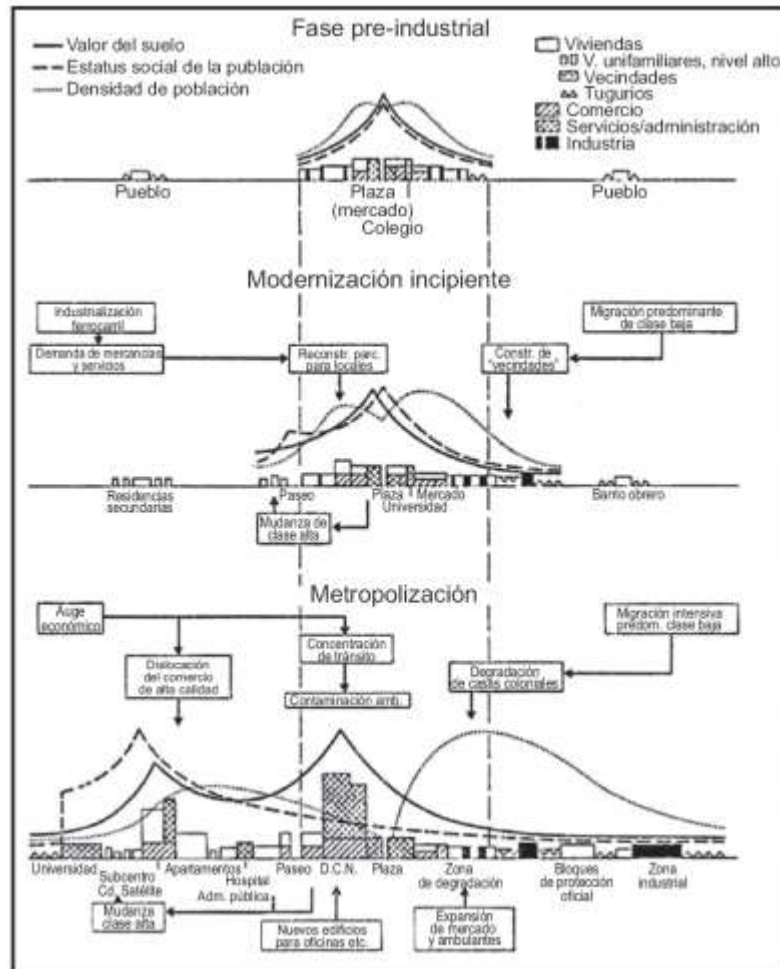 Fase pre-industrial
Valor del suelo
Estatus social de la población
Densidad de población
Viviendas
V. unifamiliares, nivel alto
Vecindades
Tugurios
Comercio
Servicios/administración
Industria
Pueblo
Plaza
(mercado)
Colegio
Pueblo
Modernización incipiente
Industrialización
ferrocarril
Demanda de mercancías
y servicios
Reconstr. parc.
para locales
Constr. de
"vecindades"
Migración predominante
de clase baja
Residencias
secundarias
Paseo
Plaza
Mercado
Universidad
Barrio obrero
Mudanza de
clase alta
Metropolización
Auge
económico
Dislocación
del comercio
de alta calidad
Concentración
de tránsito
Contaminación amb.
Degradación
de casas coloniales
Migración intensiva
predom. clase baja
Universidad
Subcentro
Cd. Satélite
Apartamentos
Hospital
Adm. pública
Paseo
D.C.N.
Plaza
Zona
de degradación
Bloques
de protección
oficial
Zona
industrial
Mudanza
clase alta
Nuevos edificios
para oficinas etc.
Expansión
de mercado
y ambulantes